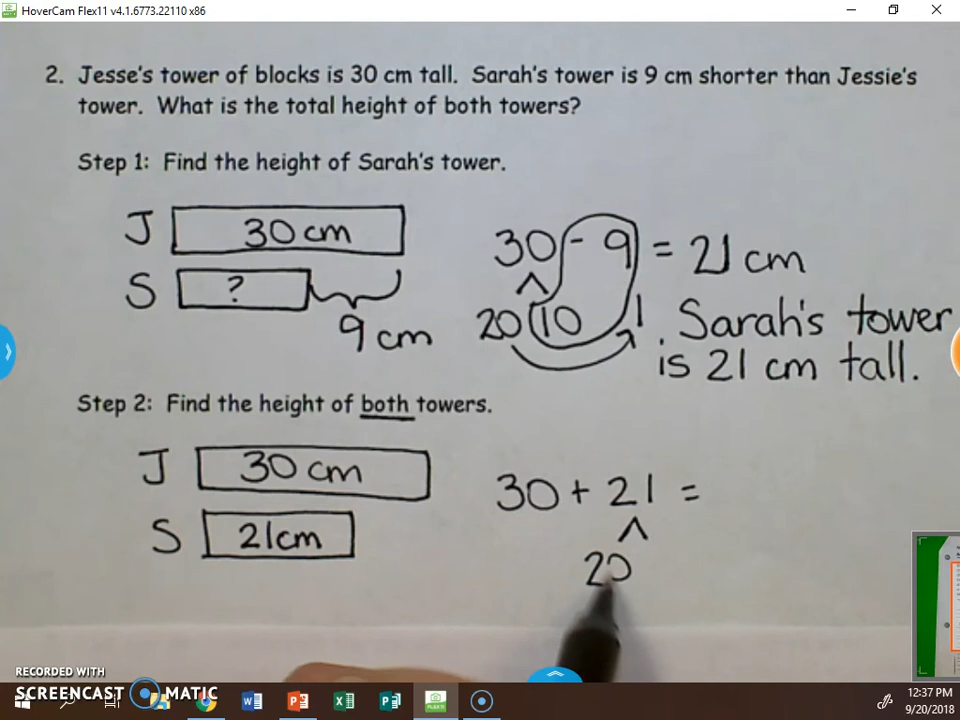 HoverCam Flex11 v4.1.6773.22110 x86
2. Jesse's tower of blocks is 30 cm tall. Sarah's tower is 9 cm shorter than Jessie's
tower. What is the total height of both towers?
Step 1: Find the height of Sarah's tower.
J 30 cm
S ?
9 cm
30 - 9 = 21 cm
20 10 1
Sarah's tower
is 21 cm tall.
Step 2: Find the height of both towers.
J 30 cm
S 21cm
30 + 21 =
20
RECORDED WITH
SCREENCAST MATIC
12:37 PM
9/20/2018